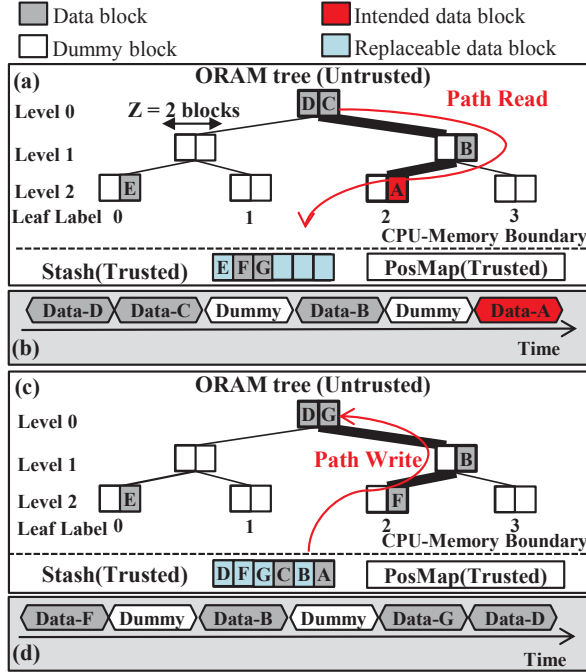 Data block Intended data block
Dummy block Replaceable data block
(a) ORAM tree (Untrusted)
Level 0 D C Path Read
Z = 2 blocks
Level 1 B
Level 2 E A
Leaf Label 0 1 2 3
CPU-Memory Boundary
Stash(Trusted) E F G PosMap(Trusted)
Data-D Data-C Dummy Data-B Dummy Data-A
(b) Time
(c) ORAM tree (Untrusted)
Level 0 D G
Level 1 Path Write B
Level 2 E F
Leaf Label 0 1 2 3
CPU-Memory Boundary
Stash(Trusted) D F G C B A PosMap(Trusted)
Data-F Dummy Data-B Dummy Data-G Data-D
(d) Time